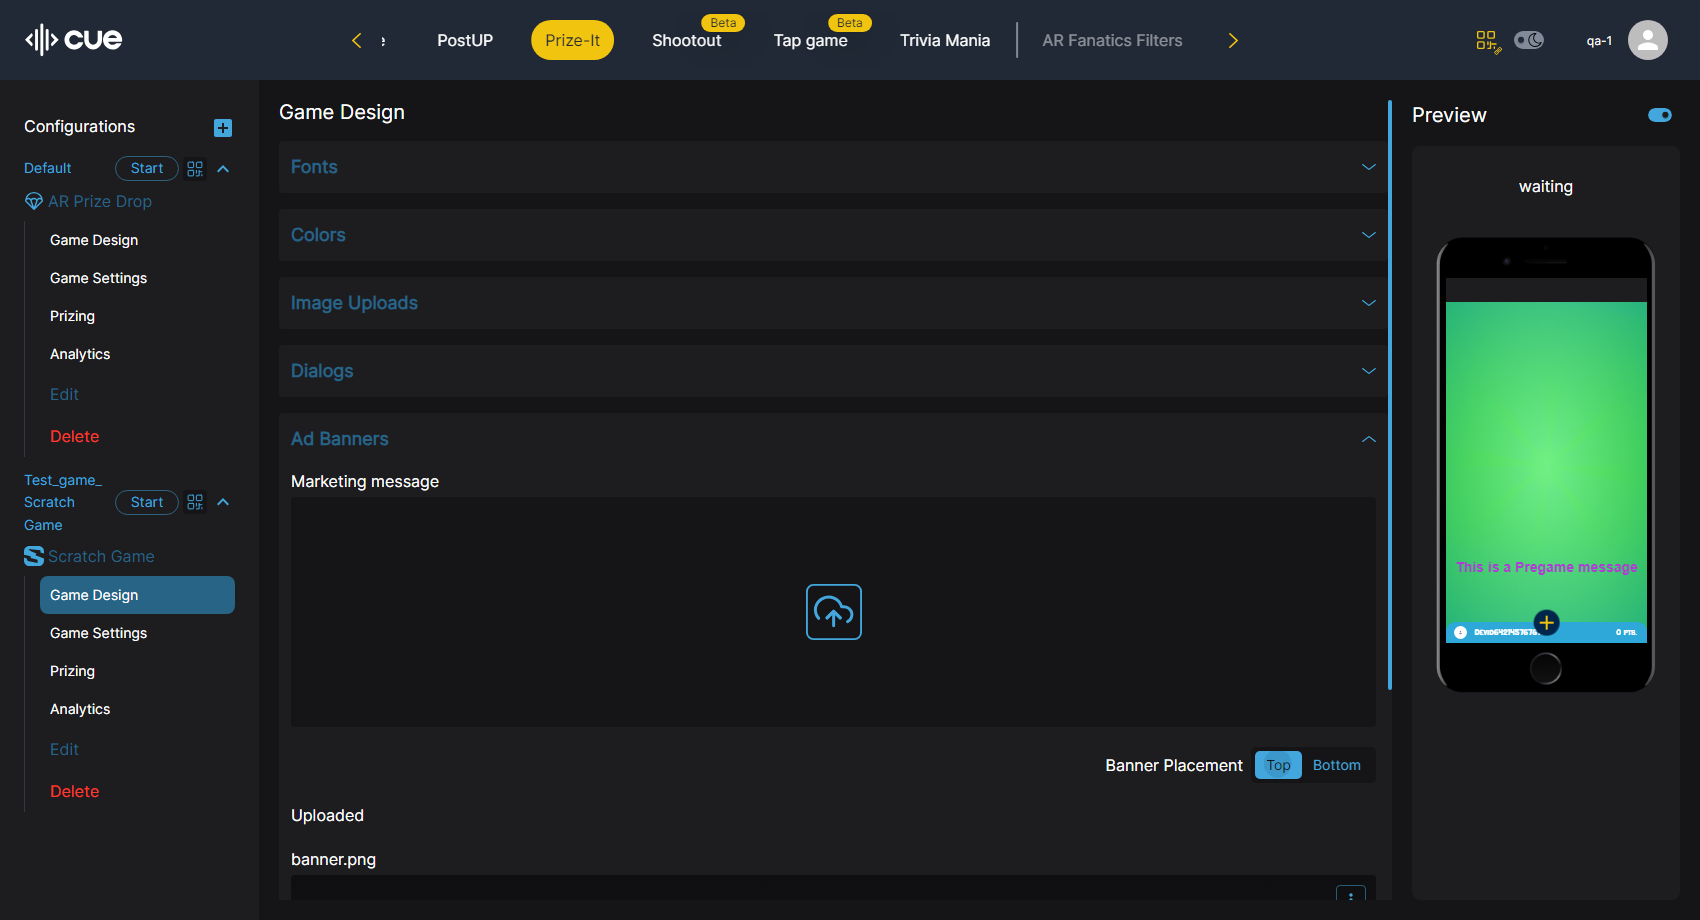 cue
PostUP
Prize-It
Shootout
Beta
Tap game
Beta
Trivia Mania
AR Fanatics Filters
qa-1
Configurations
Default
Start
AR Prize Drop
Game Design
Game Settings
Prizing
Analytics
Edit
Delete
Test_game_
Scratch
Game
Start
Scratch Game
Game Design
Game Settings
Prizing
Analytics
Edit
Delete
Game Design
Fonts
Colors
Image Uploads
Dialogs
Ad Banners
Marketing message
Banner Placement
Top
Bottom
Uploaded
banner.png
Preview
waiting
This is a Pregame message
0 PTS.